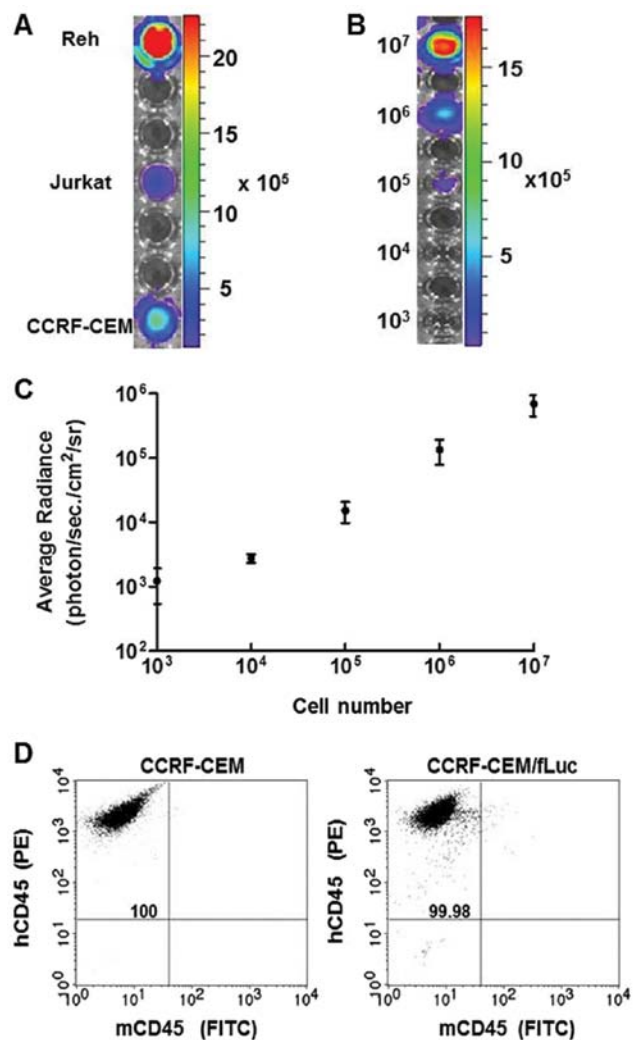 A
Reh
Jurkat
CCRF-CEM
20
15
10
5
x 10⁵
B
10⁷
10⁶
10⁵
10⁴
10³
15
10
5
x10⁵
C
Average Radiance
(photon/sec./cm²/sr)
10⁶
10⁵
10⁴
10³
10²
10³ 10⁴ 10⁵ 10⁶ 10⁷
Cell number
D
CCRF-CEM
hCD45 (PE)
10⁴
10³
10²
10¹
10⁰
100
10⁰ 10¹ 10² 10³ 10⁴
mCD45 (FITC)
CCRF-CEM/fLuc
hCD45 (PE)
10⁴
10³
10²
10¹
10⁰
99.98
10⁰ 10¹ 10² 10³ 10⁴
mCD45 (FITC)